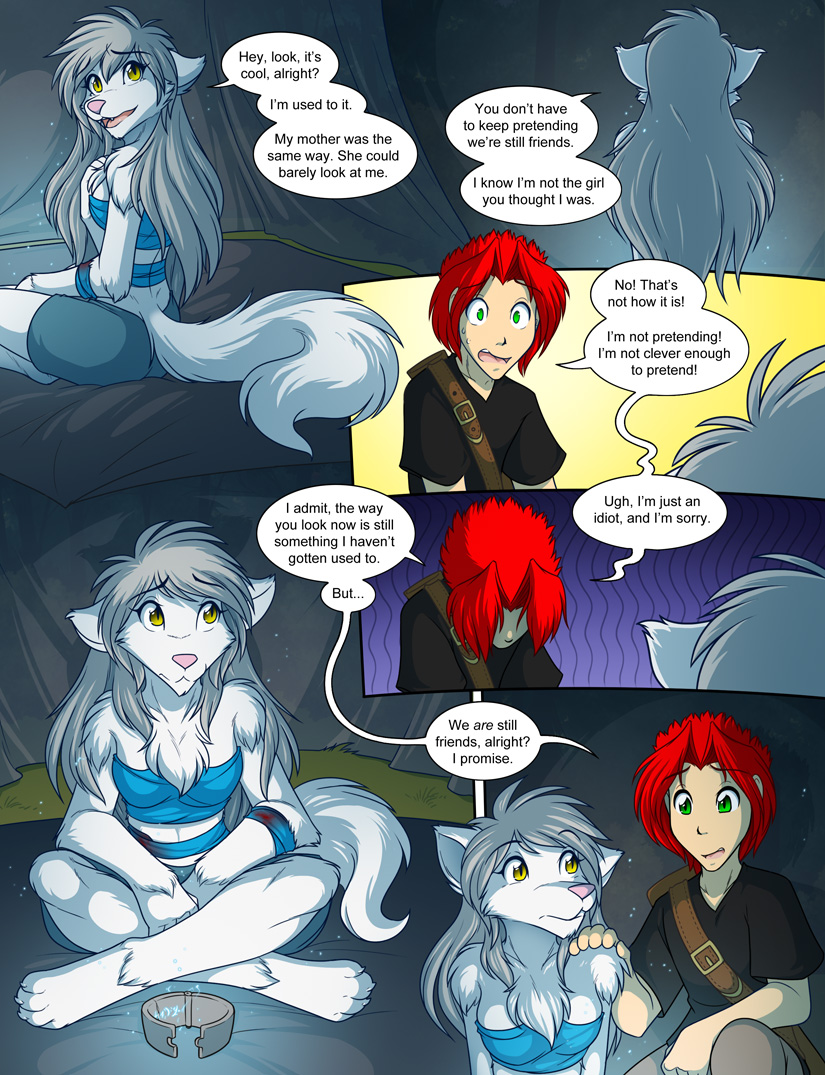 Hey, look, it's
cool, alright?
I'm used to it.
My mother was the
same way. She could
barely look at me.
You don't have
to keep pretending
we're still friends.
I know I'm not the girl
you thought I was.
No! That's
not how it is!
I'm not pretending!
I'm not clever enough
to pretend!
Ugh, I'm just an
idiot, and I'm sorry.
I admit, the way
you look now is still
something I haven't
gotten used to.
But...
We are still
friends, alright?
I promise.